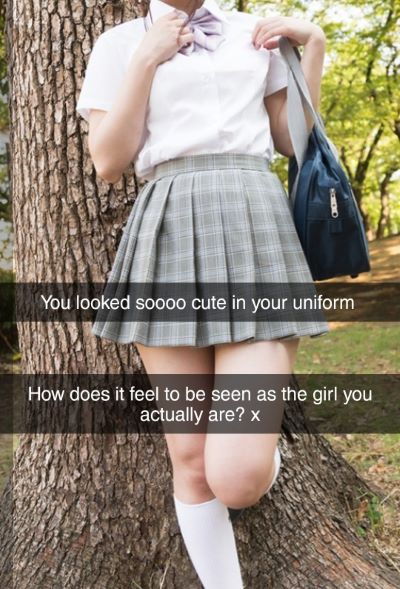 You looked soooo cute in your uniform
How does it feel to be seen as the girl you
actually are? x